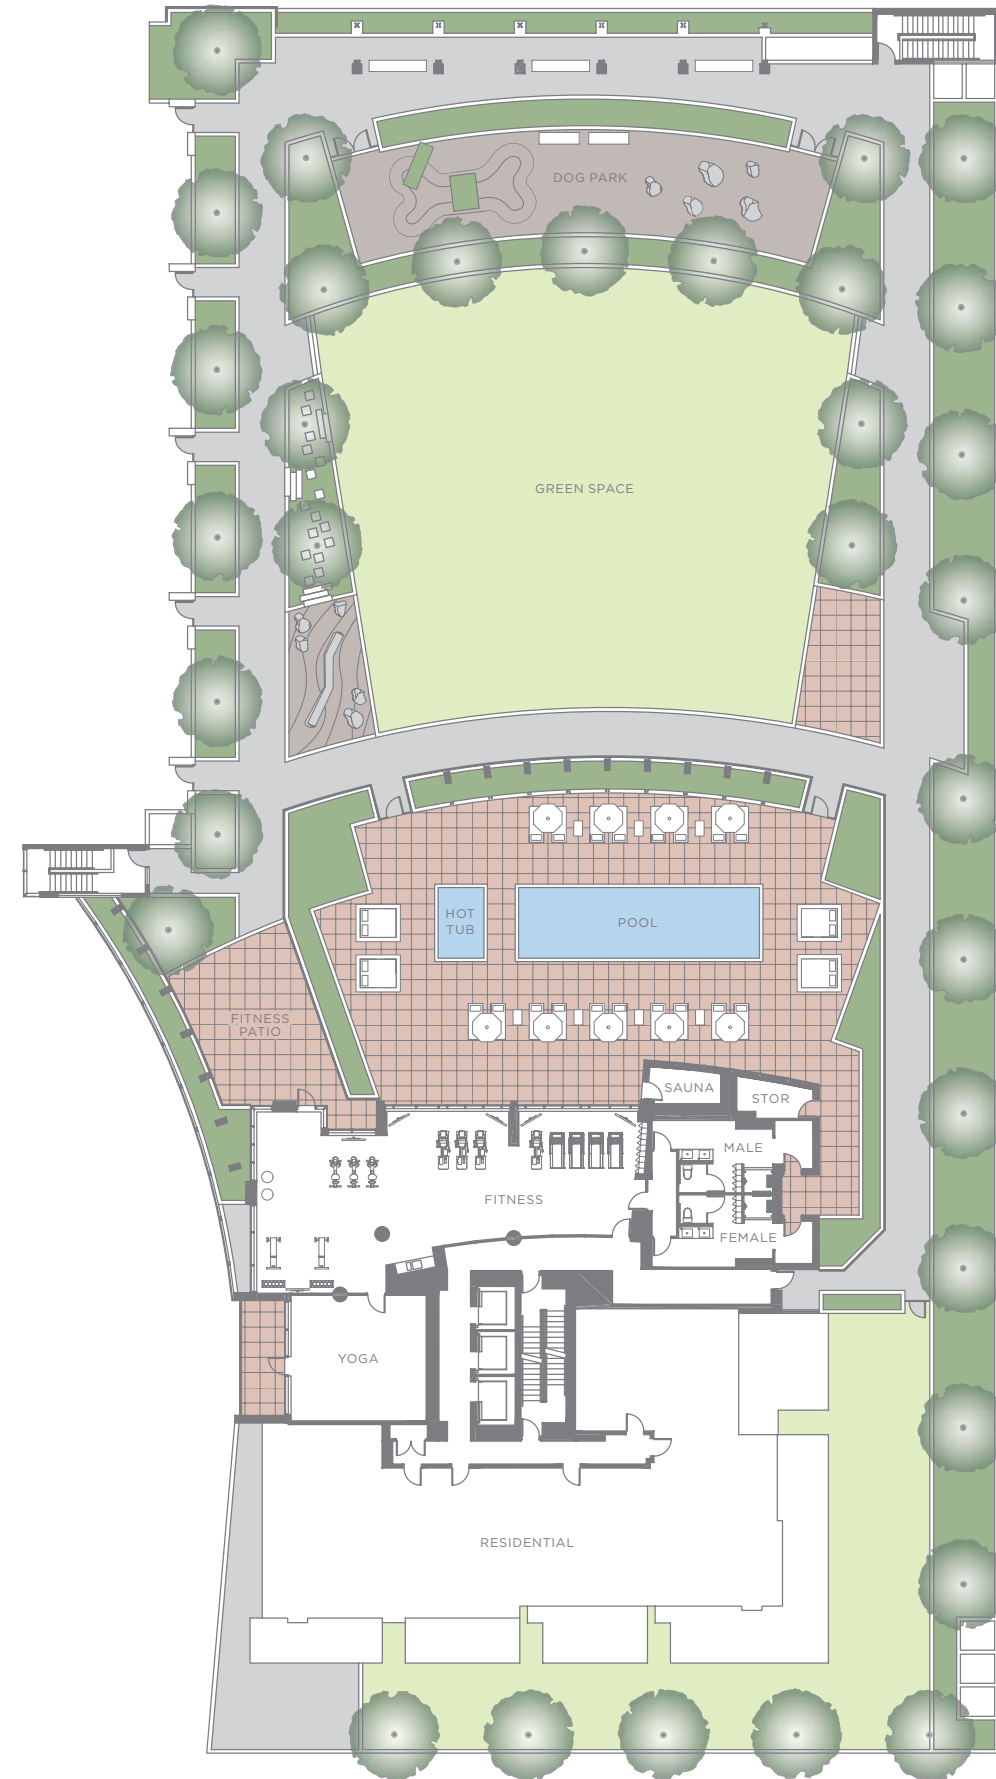 DOG PARK
GREEN SPACE
HOT
TUB
POOL
FITNESS
PATIO
SAUNA
STOR
MALE
FITNESS
FEMALE
YOGA
RESIDENTIAL